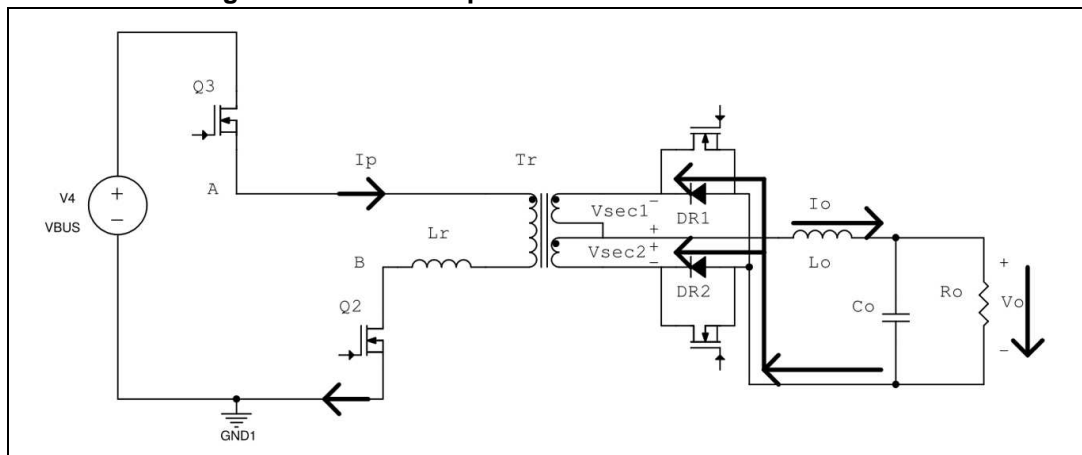 Q3
Ip
Tr
A
V4
VBUS
+
−
Vsec1
−
DR1
+
Io
Lr
Vsec2
+
−
Lo
B
DR2
Q2
Co
Ro
+
Vo
−
GND1